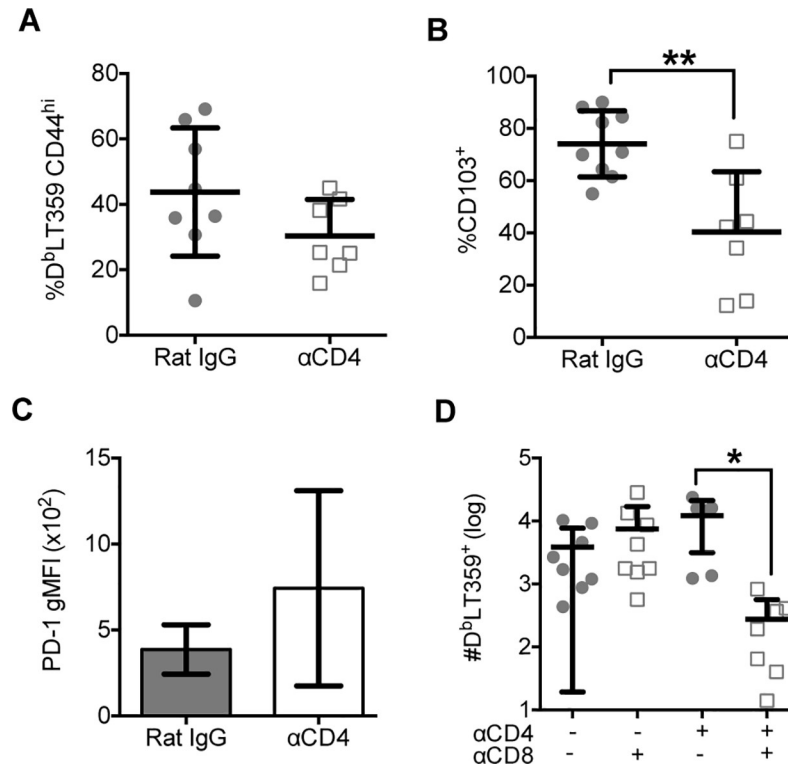 A
%DᵇLT359 CD44ʰⁱ
80
60
40
20
0
Rat IgG
αCD4
B
%CD103⁺
100
80
60
40
20
0
**
Rat IgG
αCD4
C
PD-1 gMFI (x10²)
15
10
5
0
Rat IgG
αCD4
D
#DᵇLT359⁺ (log)
5
4
3
2
1
*
αCD4 - - + +
αCD8 - + - +